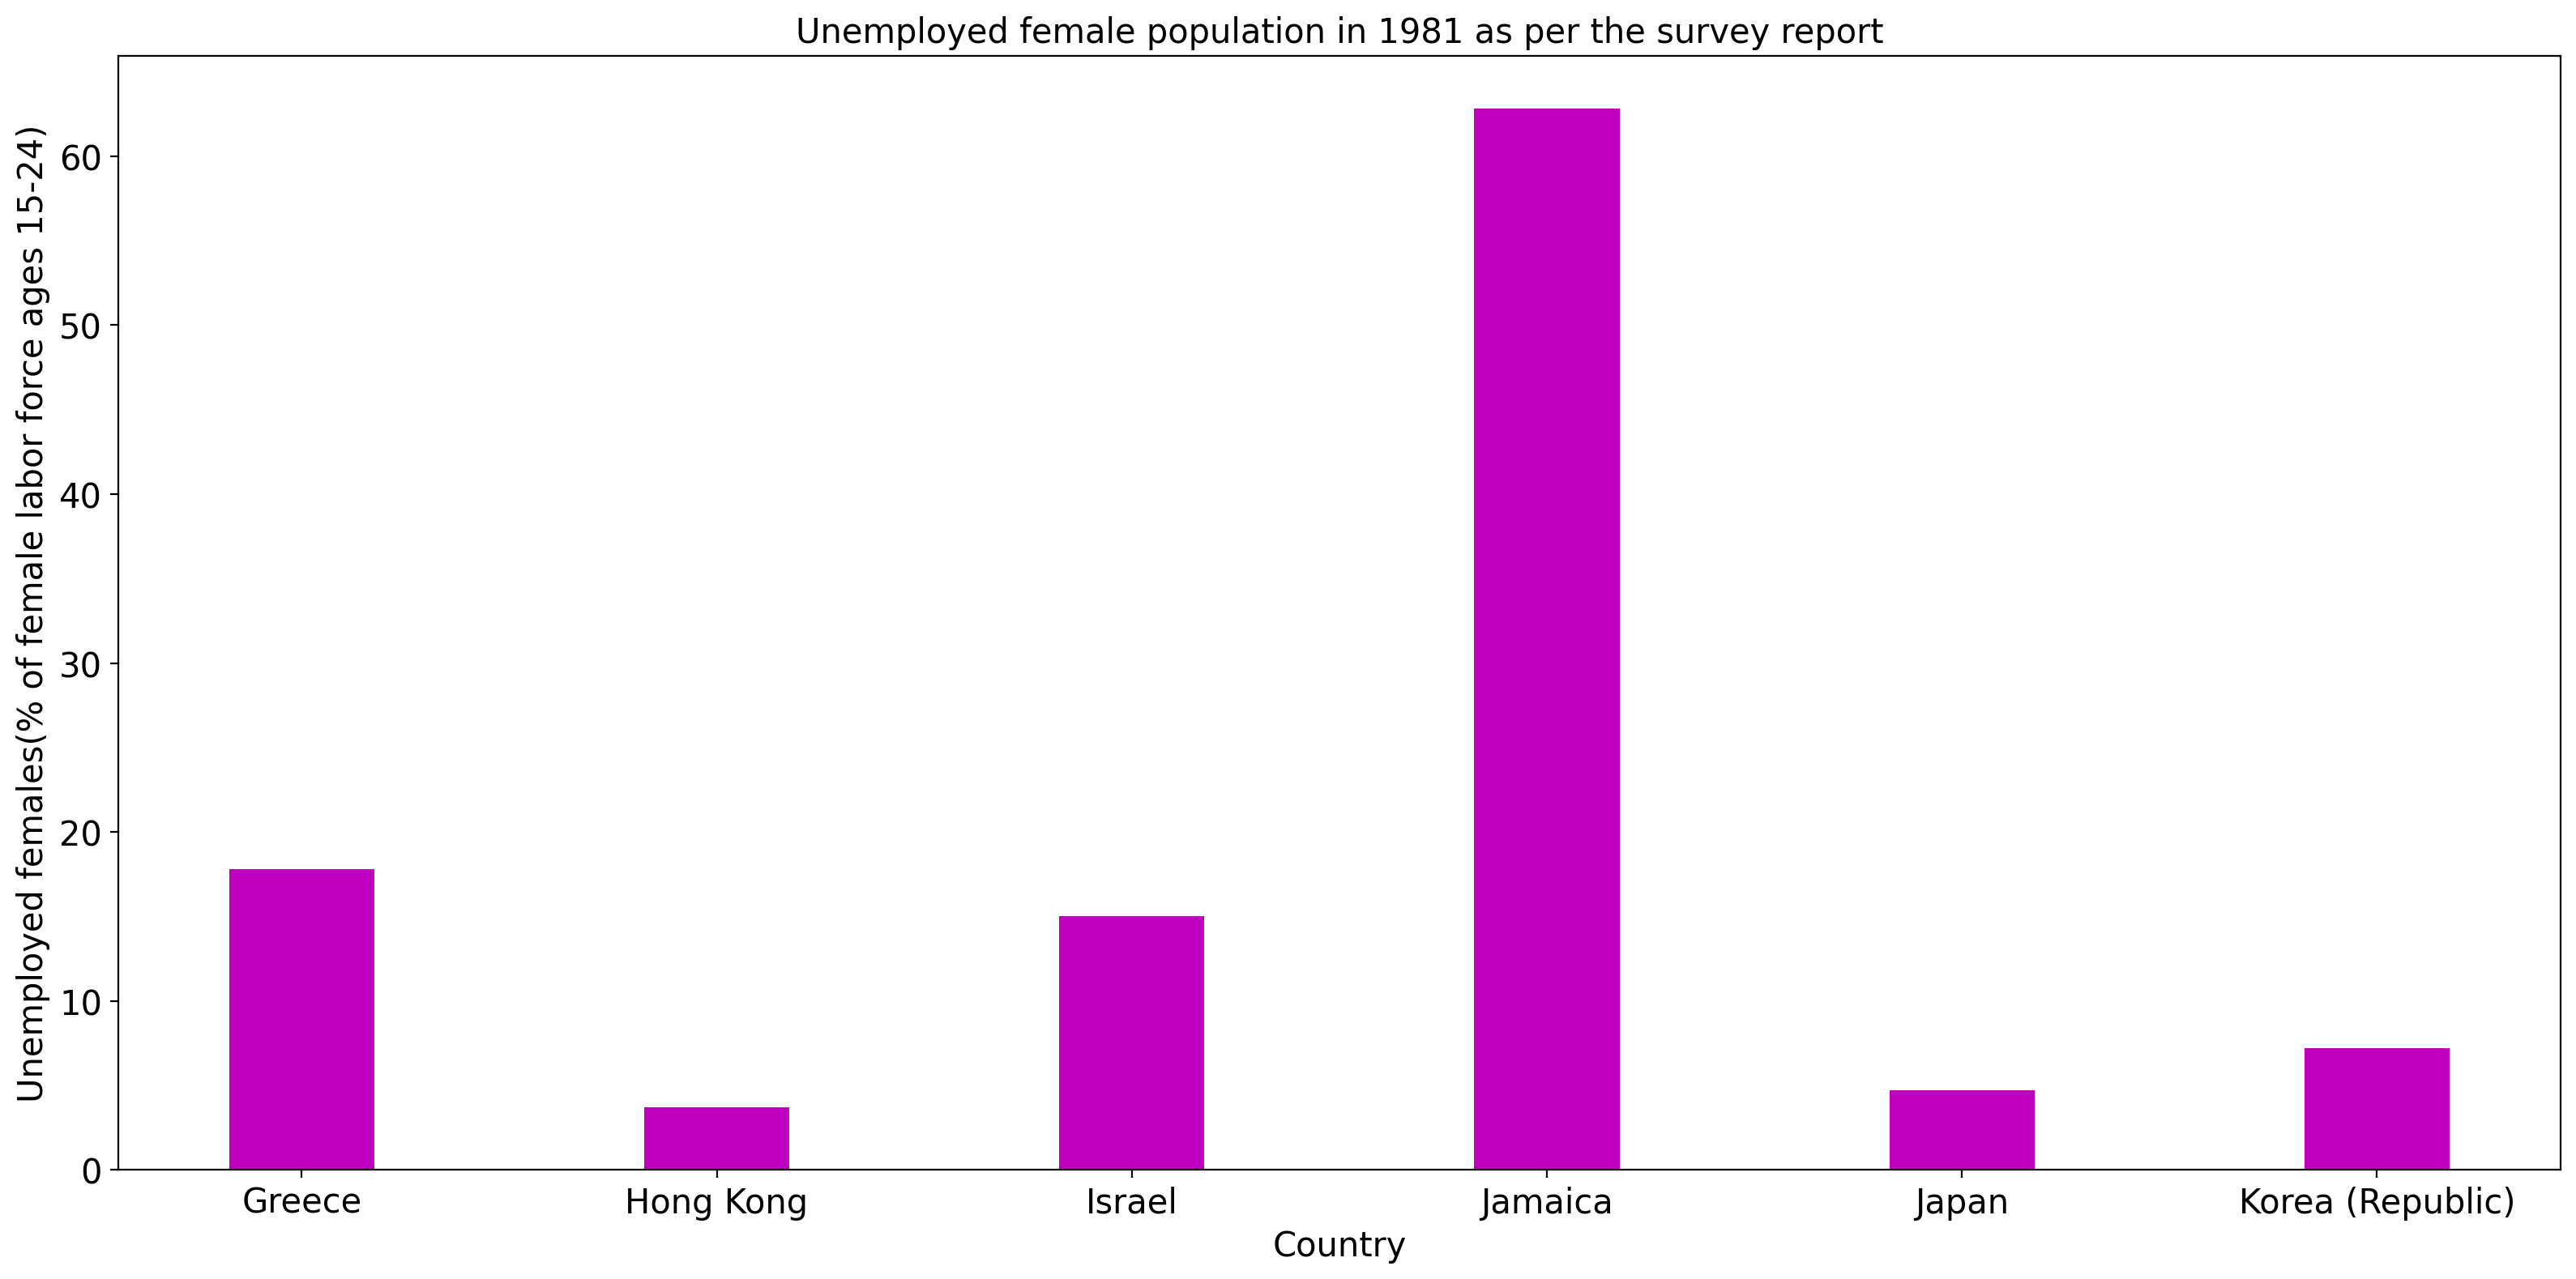 Unemployed female population in 1981 as per the survey report
Unemployed females(% of female labor force ages 15-24)
60
50
40
30
20
10
0
Greece Hong Kong Israel Jamaica Japan Korea (Republic)
Country